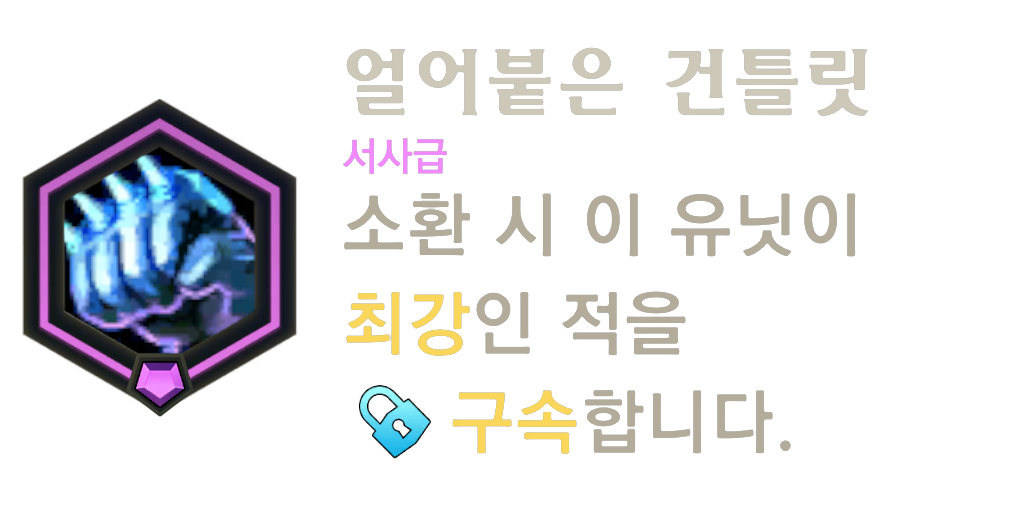 얼어붙은 건틀릿
서사급
소환 시 이 유닛이
최강인 적을
구속합니다.